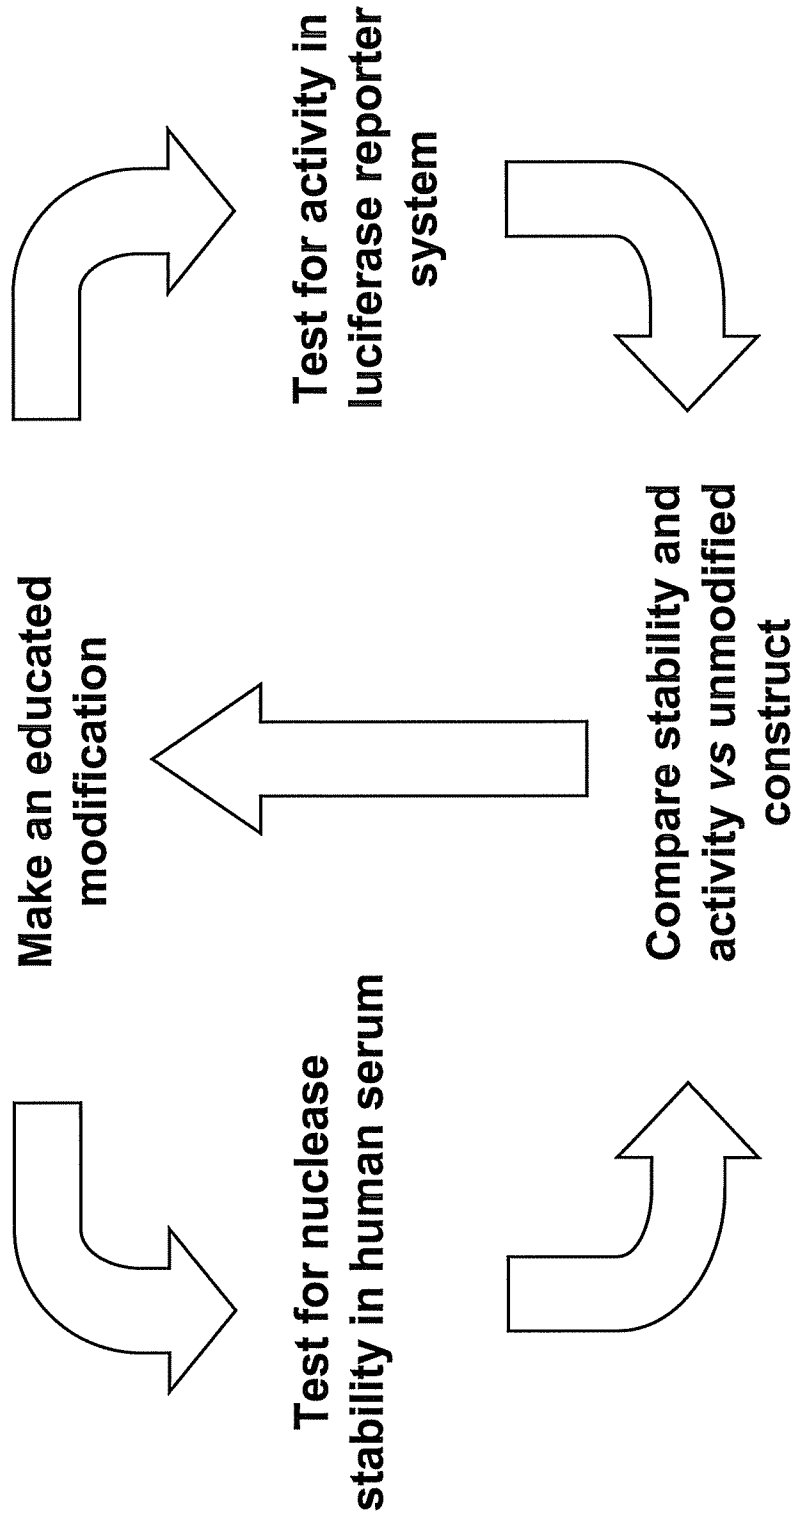 Make an educated
modification
Test for nuclease
stability in human serum
Test for activity in
luciferase reporter
system
Compare stability and
activity vs unmodified
construct